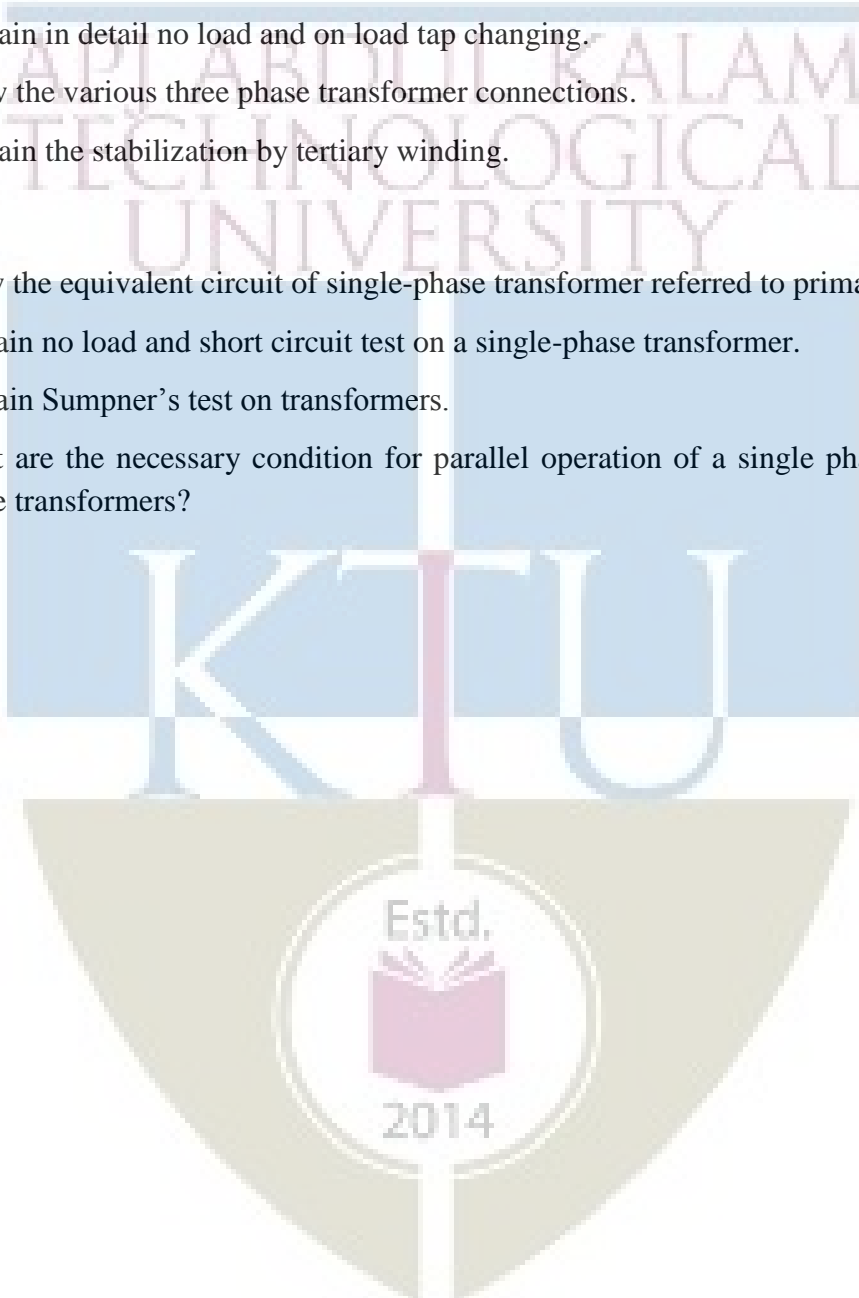 ain in detail no load and on load tap changing.
y the various three phase transformer connections.
ain the stabilization by tertiary winding.
API ABDUL KALAM
TECHNOLOGICAL
UNIVERSITY
y the equivalent circuit of single-phase transformer referred to prima
ain no load and short circuit test on a single-phase transformer.
ain Sumpner’s test on transformers.
t are the necessary condition for parallel operation of a single pha
e transformers?
KTU
Estd.
2014